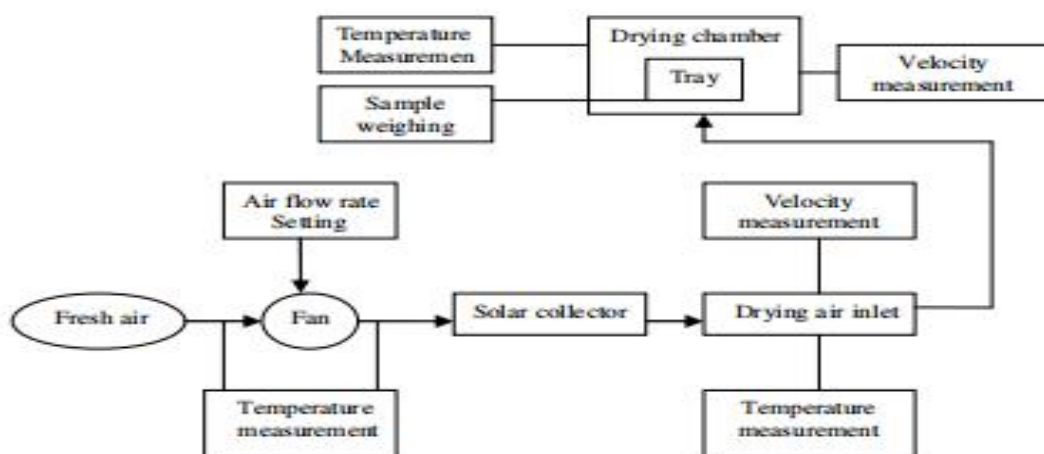 Temperature
Measuremen
Drying chamber
Tray
Velocity
measurement
Sample
weighing
Air flow rate
Setting
Velocity
measurement
Fresh air
Fan
Solar collector
Drying air inlet
Temperature
measurement
Temperature
measurement